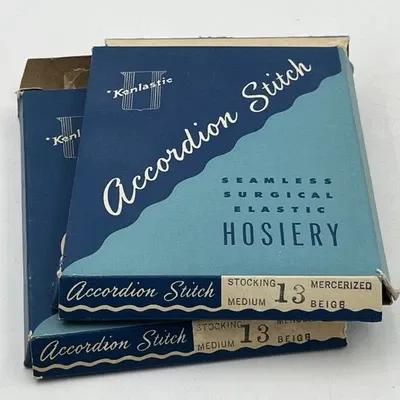 *Kenlastic
Accordion Stitch
SEAMLESS
SURGICAL
ELASTIC
HOSIERY
Accordion Stitch
STOCKING 13 MERCERIZED
MEDIUM BEIGE
*Kenlastic
Accordion Stitch
STOCKING 13
MEDIUM BEIGE